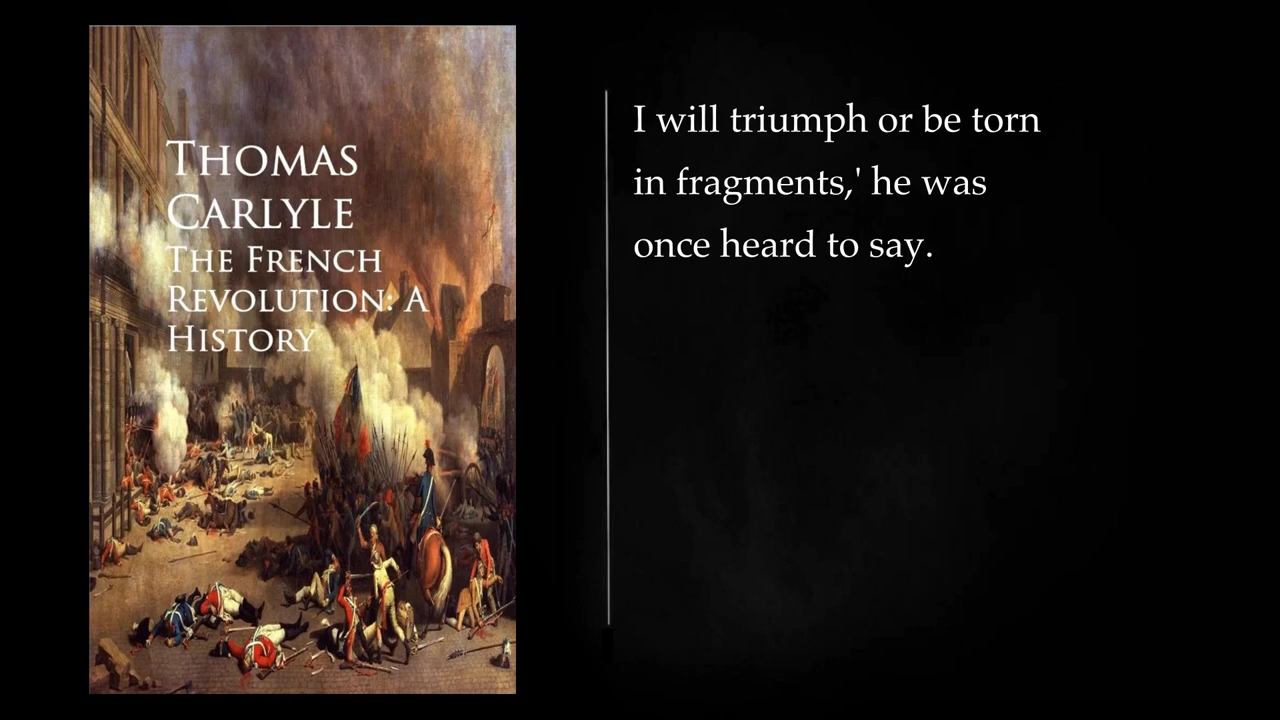 THOMAS
CARLYLE
THE FRENCH
REVOLUTION: A
HISTORY
I will triumph or be torn
in fragments,' he was
once heard to say.